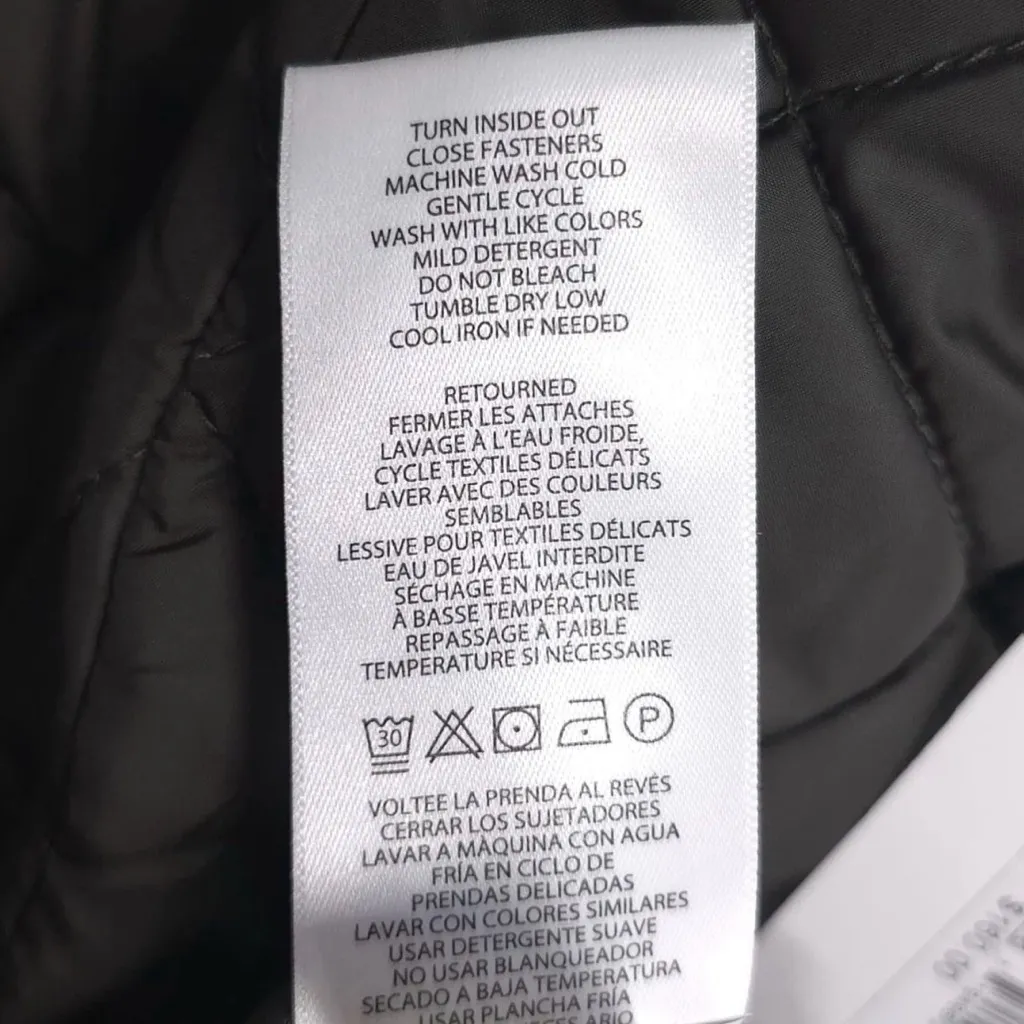 TURN INSIDE OUT
CLOSE FASTENERS
MACHINE WASH COLD
GENTLE CYCLE
WASH WITH LIKE COLORS
MILD DETERGENT
DO NOT BLEACH
TUMBLE DRY LOW
COOL IRON IF NEEDED
RETOURNED
FERMER LES ATTACHES
LAVAGE À L'EAU FROIDE,
CYCLE TEXTILES DÉLICATS
LAVER AVEC DES COULEURS
SEMBLABLES
LESSIVE POUR TEXTILES DÉLICATS
EAU DE JAVEL INTERDITE
SÉCHAGE EN MACHINE
À BASSE TEMPÉRATURE
REPASSAGE À FAIBLE
TEMPERATURE SI NÉCESSAIRE
30 P
VOLTEE LA PRENDA AL REVÉS
CERRAR LOS SUJETADORES
LAVAR A MÀQUINA CON AGUA
FRÍA EN CICLO DE
PRENDAS DELICADAS
LAVAR CON COLORES SIMILARES
USAR DETERGENTE SUAVE
NO USAR BLANQUEADOR
SECADO A BAJA TEMPERATURA
USAR PLANCHA FRÍA